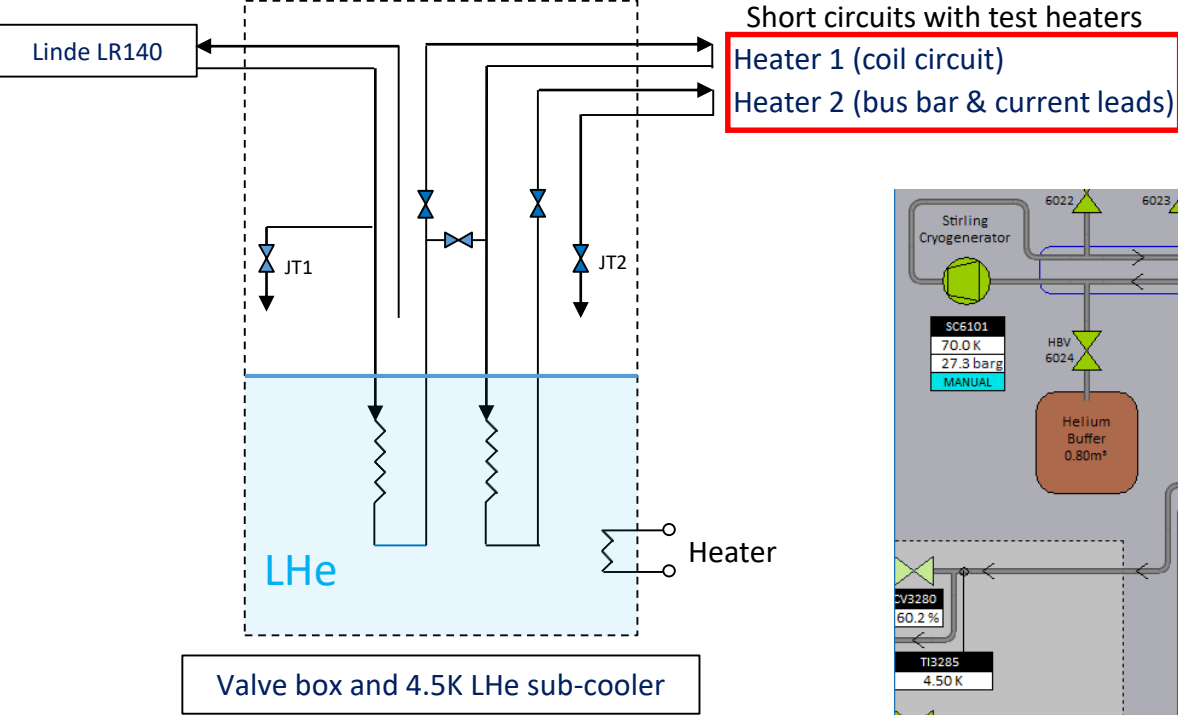 Short circuits with test heaters
Linde LR140
Heater 1 (coil circuit)
Heater 2 (bus bar & current leads)
JT1
JT2
LHe
Heater
Valve box and 4.5K LHe sub-cooler
6022
6023
Stirling
Cryogenerator
SC6101
70.0 K
27.3 barg
MANUAL
HBV
6024
Helium
Buffer
0.80m³
CV3280
60.2 %
TI3285
4.50 K